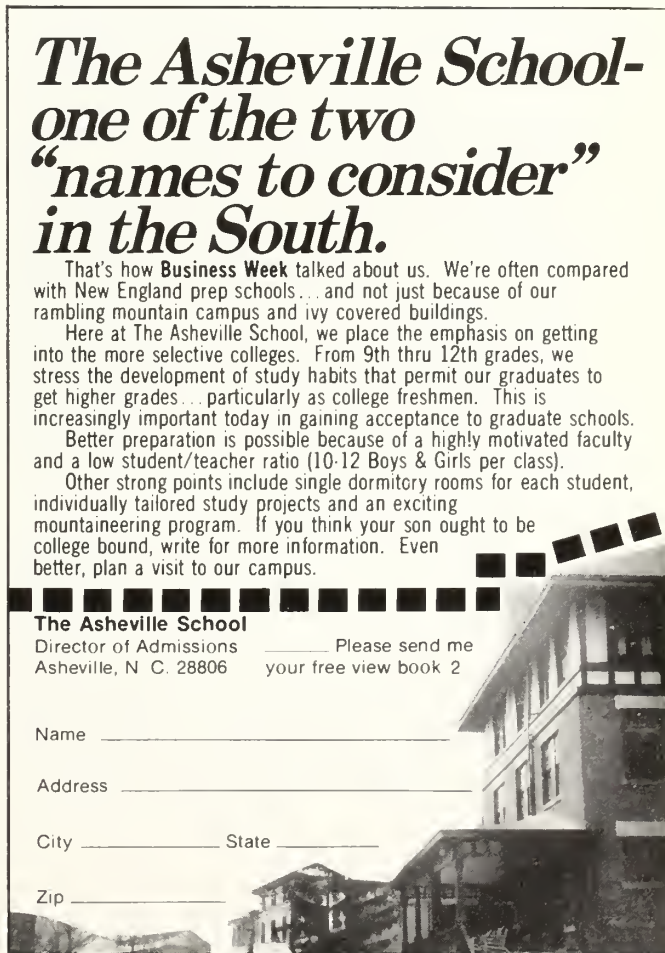 The Asheville School-
one of the two
“names to consider”
in the South.
That's how Business Week talked about us. We're often compared
with New England prep schools...and not just because of our
rambling mountain campus and ivy covered buildings.
Here at The Asheville School, we place the emphasis on getting
into the more selective colleges. From 9th thru 12th grades, we
stress the development of study habits that permit our graduates to
get higher grades...particularly as college freshmen. This is
increasingly important today in gaining acceptance to graduate schools.
Better preparation is possible because of a highly motivated faculty
and a low student/teacher ratio (10-12 Boys & Girls per class).
Other strong points include single dormitory rooms for each student,
individually tailored study projects and an exciting
mountaineering program. If you think your son ought to be
college bound, write for more information. Even
better, plan a visit to our campus.
The Asheville School
Director of Admissions ______ Please send me
Asheville, N C. 28806 your free view book 2
Name ______
Address ______
City ______ State ______
Zip ______